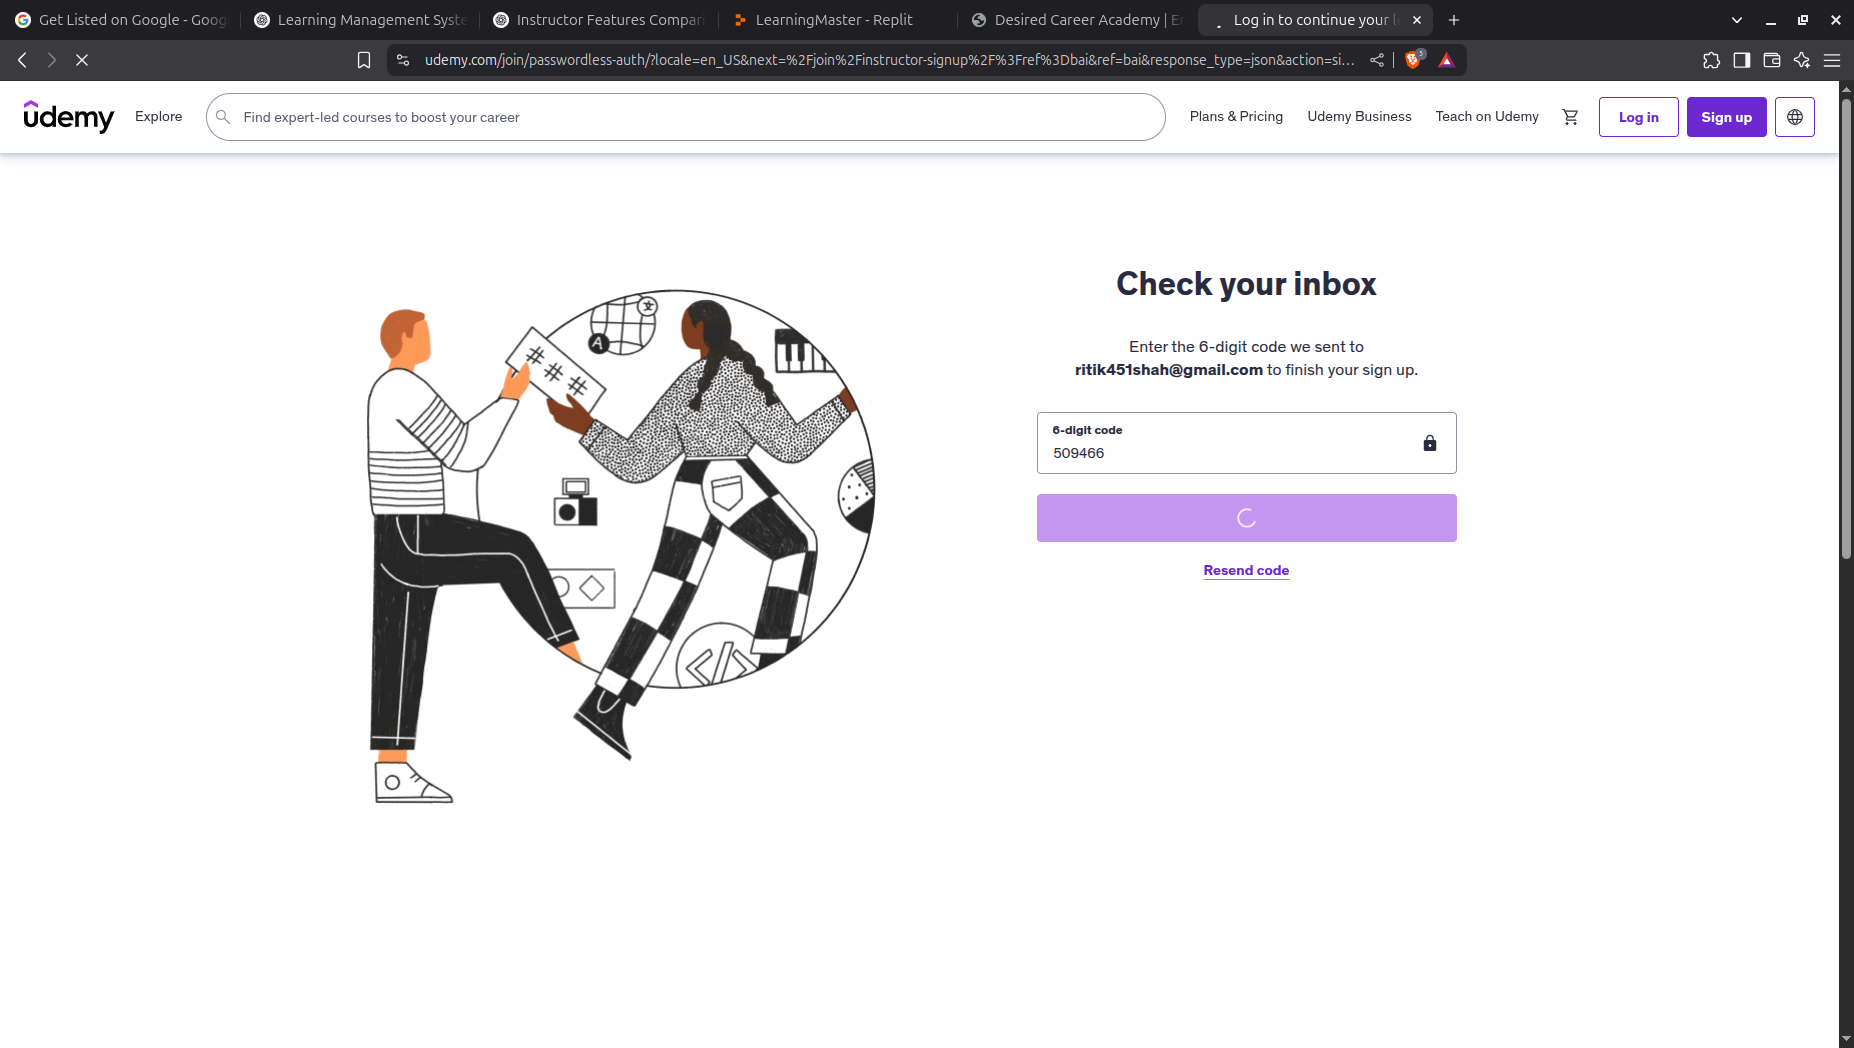 Get Listed on Google - Goog
Learning Management Syste
Instructor Features Compari
LearningMaster - Replit
Desired Career Academy | En
Log in to continue your l
udemy.com/join/passwordless-auth/?locale=en_US&next=%2Fjoin%2Finstructor-signup%2F%3Fref%3Dbai&ref=bai&response_type=json&action=si...
5
udemy
Explore
Find expert-led courses to boost your career
Plans & Pricing
Udemy Business
Teach on Udemy
Log in
Sign up
A
文
###
</>
Check your inbox
Enter the 6-digit code we sent to
ritik451shah@gmail.com to finish your sign up.
6-digit code
509466
Resend code